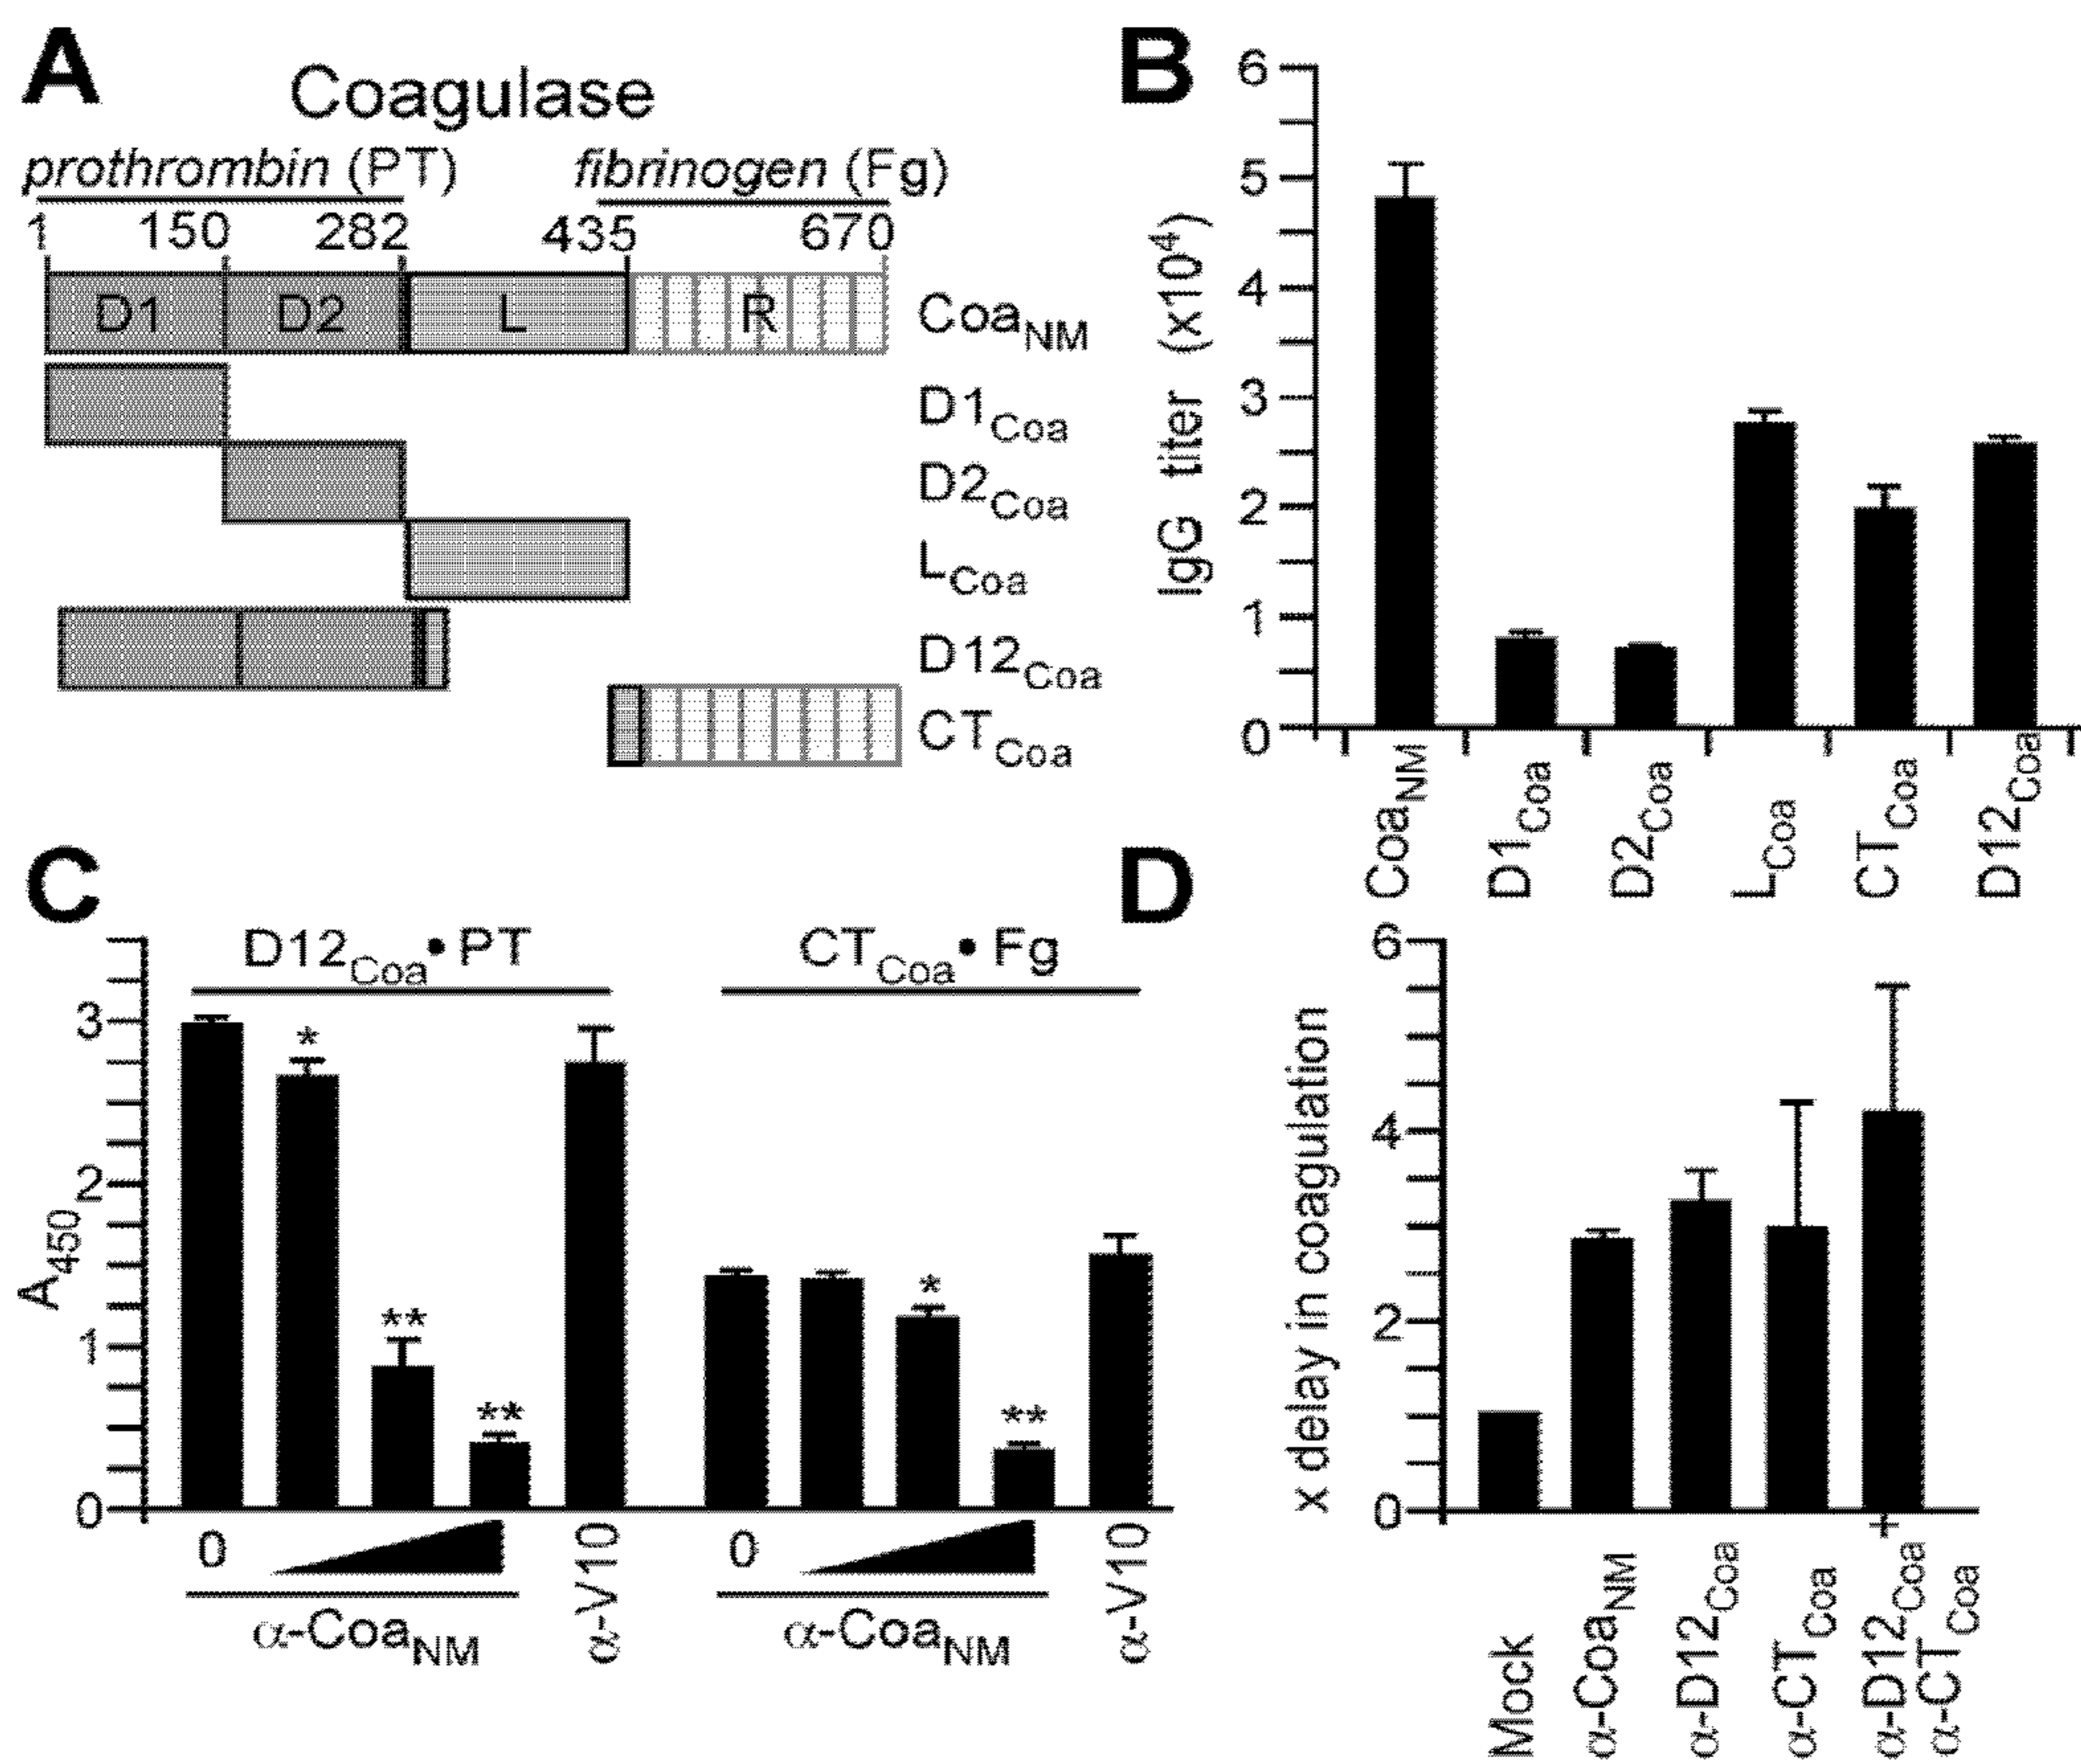 A
Coagulase
prothrombin (PT) fibrinogen (Fg)
1 150 282 435 670
D1 D2 L R CoaNM
D1Coa
D2Coa
LCoa
D12Coa
CTCoa
B
IgG titer (x10⁴)
6
5
4
3
2
1
0
CoaNM
D1Coa
D2Coa
LCoa
CTCoa
D12Coa
C
D12Coa• PT CTCoa• Fg
A450
3
2
1
0
* ** ** * **
0 α-V10 0 α-V10
α-CoaNM α-CoaNM
D
x delay in coagulation
6
4
2
0
Mock
α-CoaNM
α-D12Coa
α-CTCoa
α-D12Coa
+
α-CTCoa